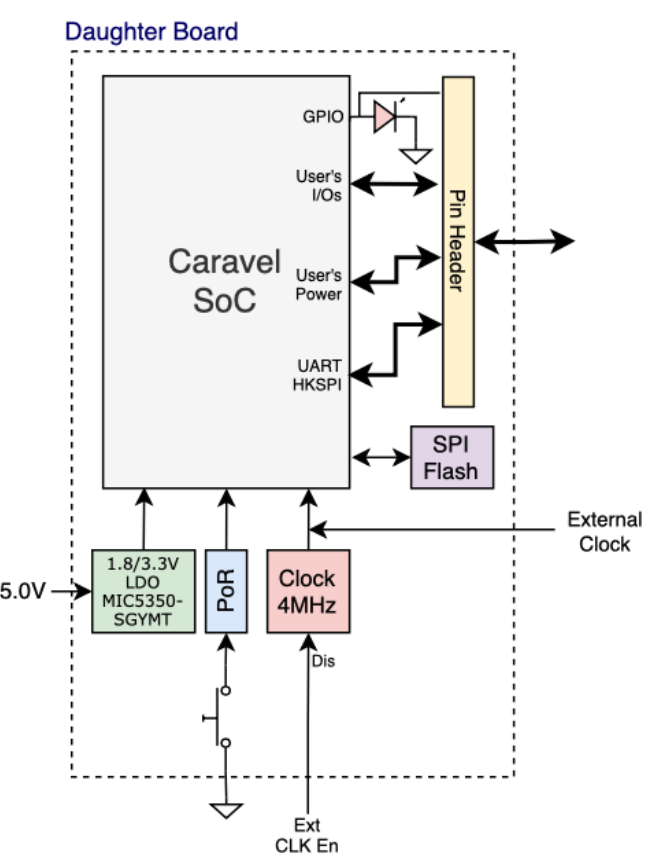 Daughter Board
GPIO
User's
I/Os
Caravel
SoC
User's
Power
UART
HKSPI
Pin Header
SPI
Flash
External
Clock
5.0V
1.8/3.3V
LDO
MIC5350-
SGYMT
PoR
Clock
4MHz
Dis
Ext
CLK En